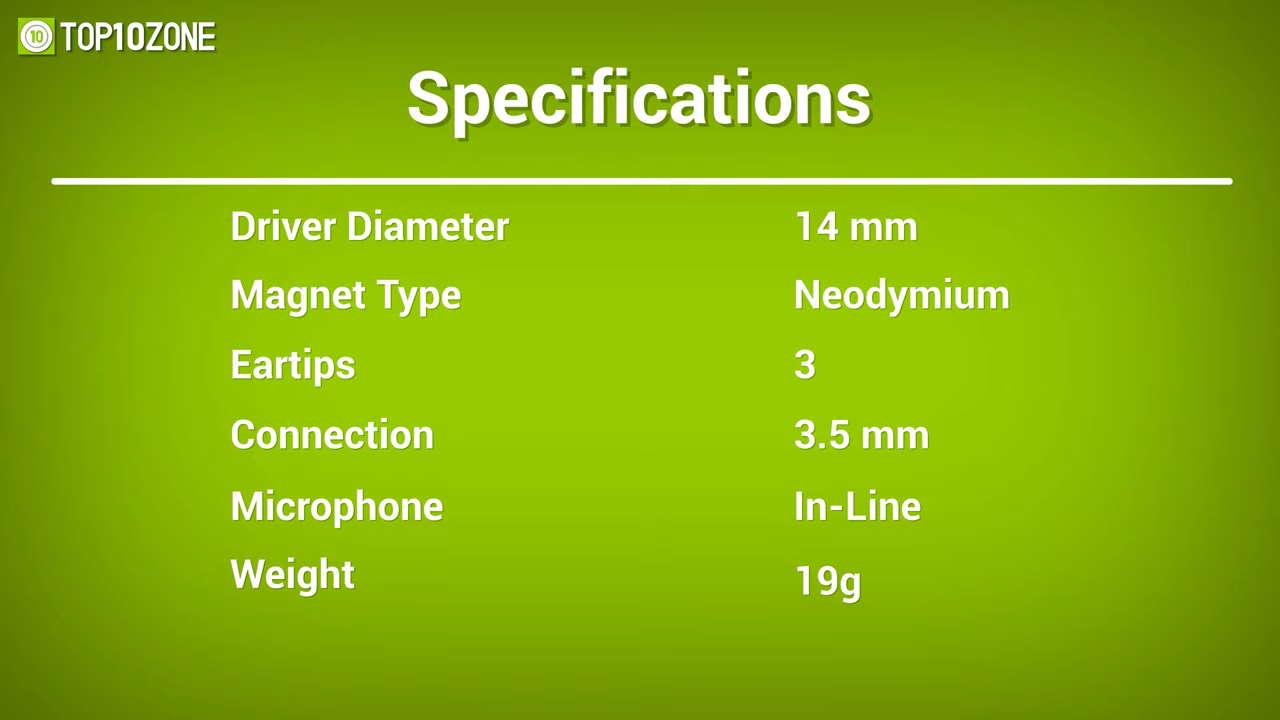 10 TOP10ZONE
Specifications
Driver Diameter 14 mm
Magnet Type Neodymium
Eartips 3
Connection 3.5 mm
Microphone In-Line
Weight 19g